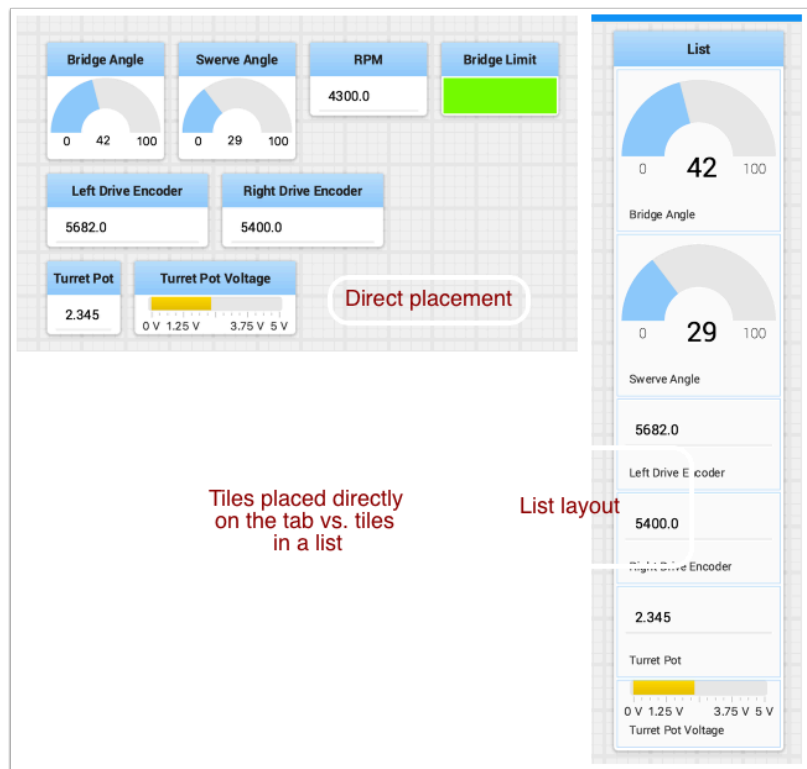 Bridge Angle
0 42 100
Swerve Angle
0 29 100
RPM
4300.0
Bridge Limit
Left Drive Encoder
5682.0
Right Drive Encoder
5400.0
Turret Pot
2.345
Turret Pot Voltage
0 V 1.25 V 3.75 V 5 V
Direct placement
Tiles placed directly
on the tab vs. tiles
in a list
List layout
List
0 42 100
Bridge Angle
0 29 100
Swerve Angle
5682.0
Left Drive Encoder
5400.0
Right Drive Encoder
2.345
Turret Pot
0 V 1.25 V 3.75 V 5 V
Turret Pot Voltage